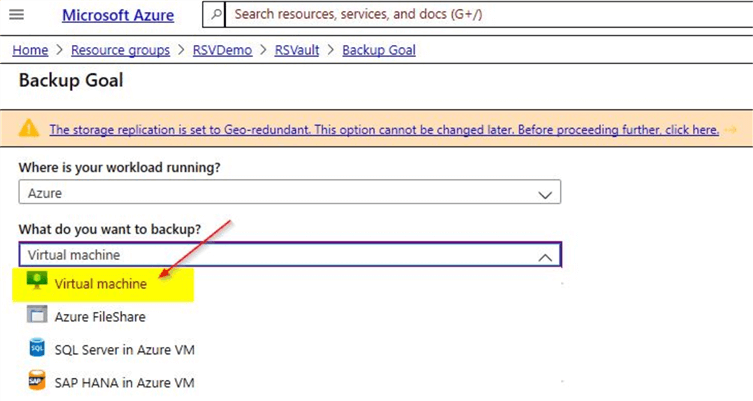 Microsoft Azure
Search resources, services, and docs (G+/)
Home > Resource groups > RSVDemo > RSVault > Backup Goal
Backup Goal
The storage replication is set to Geo-redundant. This option cannot be changed later. Before proceeding further, click here. →
Where is your workload running?
Azure
What do you want to backup?
Virtual machine
Virtual machine
Azure FileShare
SQL Server in Azure VM
SAP HANA in Azure VM